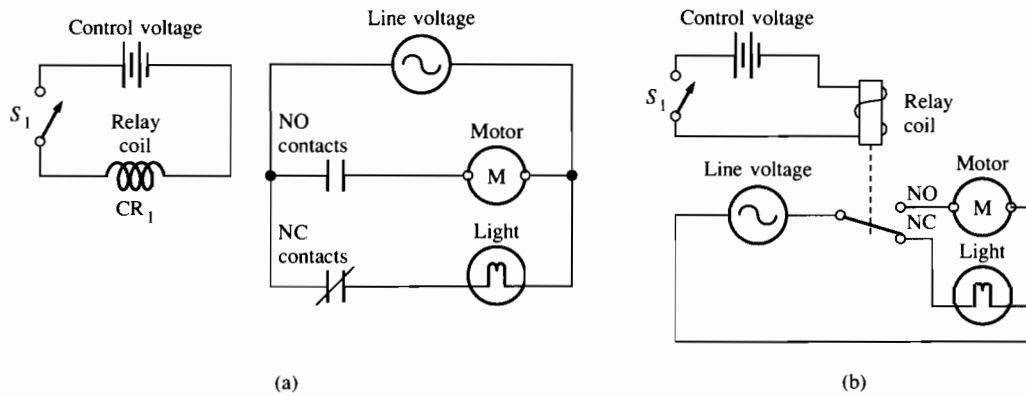 Control voltage
S1
Relay
coil
CR1
Line voltage
NO
contacts
Motor
M
NC
contacts
Light
(a)
Control voltage
S1
Relay
coil
Line voltage
Motor
NO
M
NC
Light
(b)